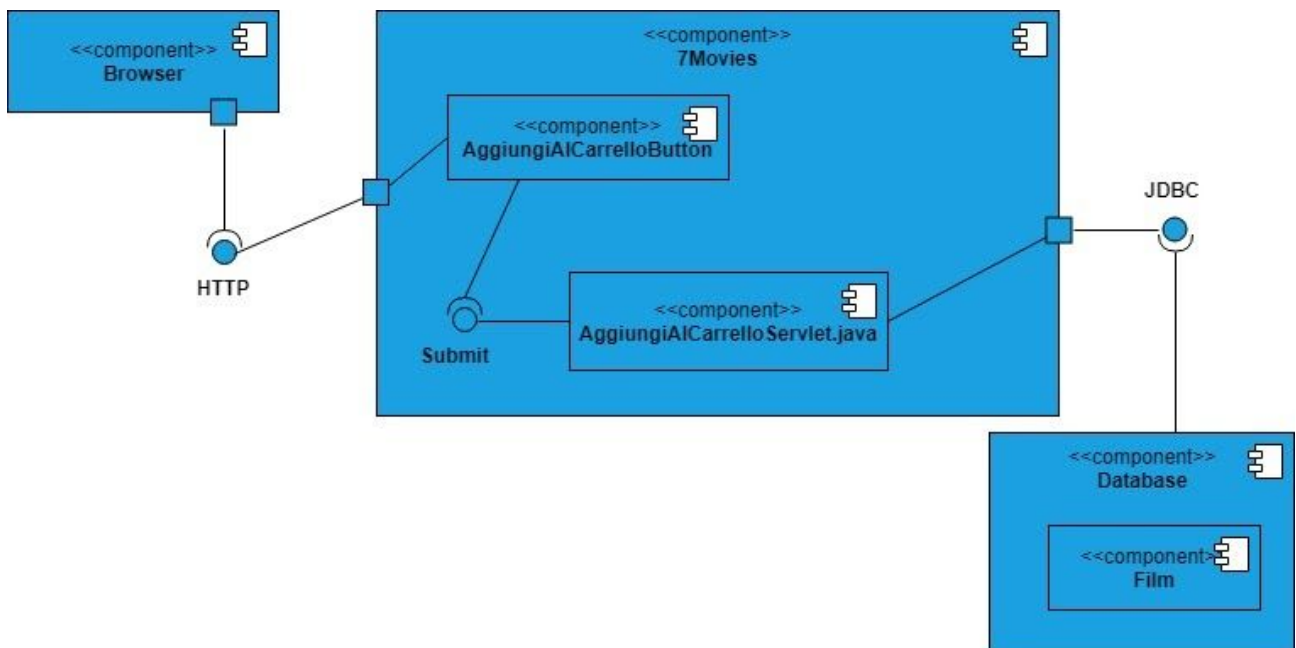 <<component>>
Browser
<<component>>
7Movies
<<component>>
AggiungiAlCarrelloButton
JDBC
HTTP
<<component>>
AggiungiAlCarrelloServlet.java
Submit
<<component>>
Database
<<component>
Film